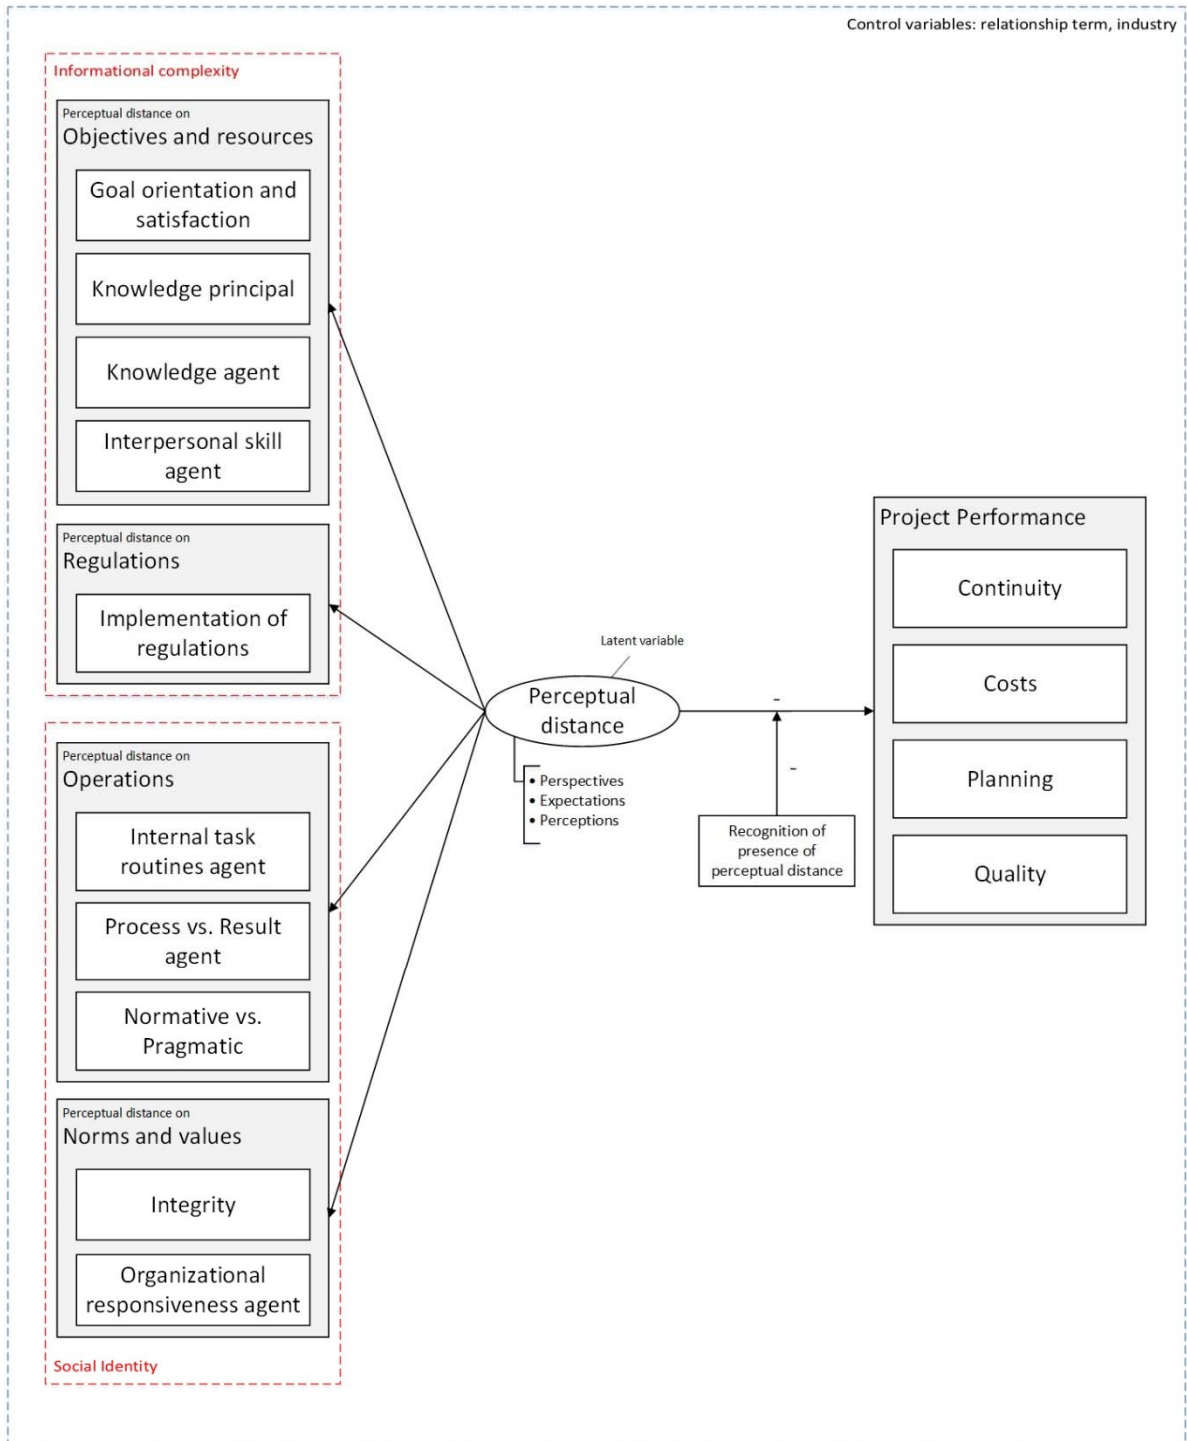 Control variables: relationship term, industry
Informational complexity
Perceptual distance on
Objectives and resources
Goal orientation and
satisfaction
Knowledge principal
Knowledge agent
Interpersonal skill
agent
Perceptual distance on
Regulations
Implementation of
regulations
Perceptual distance on
Operations
Internal task
routines agent
Process vs. Result
agent
Normative vs.
Pragmatic
Perceptual distance on
Norms and values
Integrity
Organizational
responsiveness agent
Social Identity
Latent variable
Perceptual
distance
• Perspectives
• Expectations
• Perceptions
-
-
Recognition of
presence of
perceptual distance
Project Performance
Continuity
Costs
Planning
Quality